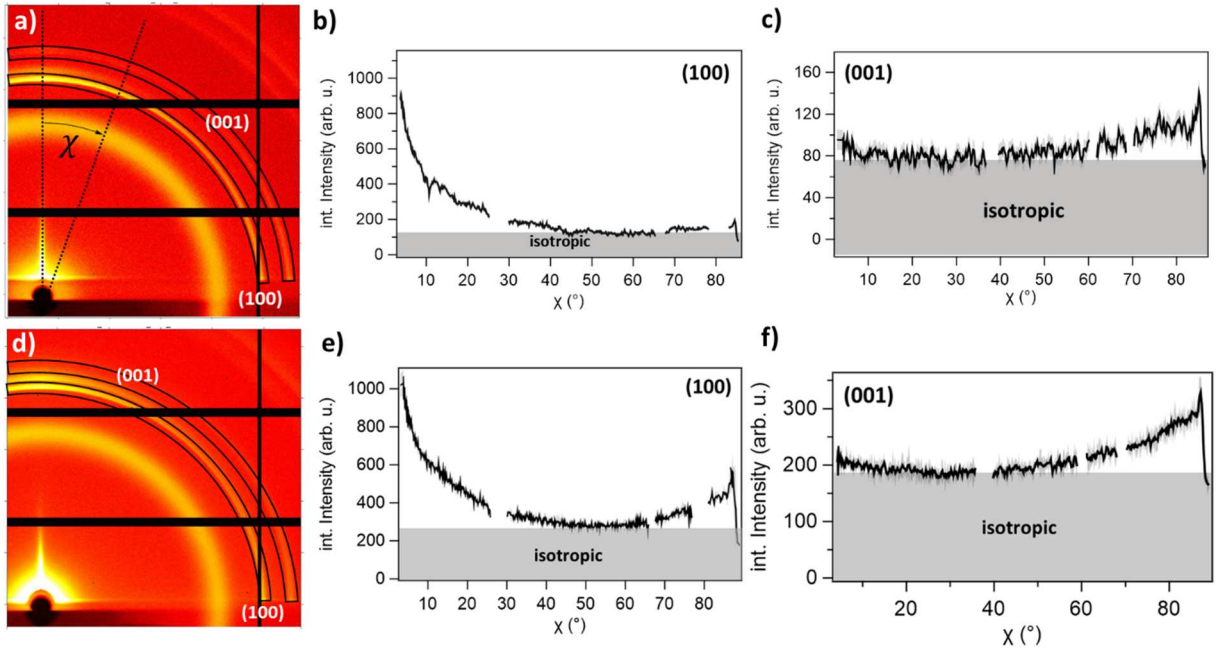 a)
χ
(001)
(100)
b)
(100)
int. Intensity (arb. u.)
1000
800
600
400
200
0
isotropic
10 20 30 40 50 60 70 80
χ (°)
c)
(001)
int. Intensity (arb. u.)
160
120
80
40
0
isotropic
10 20 30 40 50 60 70 80
χ (°)
d)
(001)
(100)
e)
(100)
int. Intensity (arb. u.)
1000
800
600
400
200
0
isotropic
10 20 30 40 50 60 70 80
χ (°)
f)
(001)
int. Intensity (arb. u.)
300
200
100
0
isotropic
20 40 60 80
χ (°)